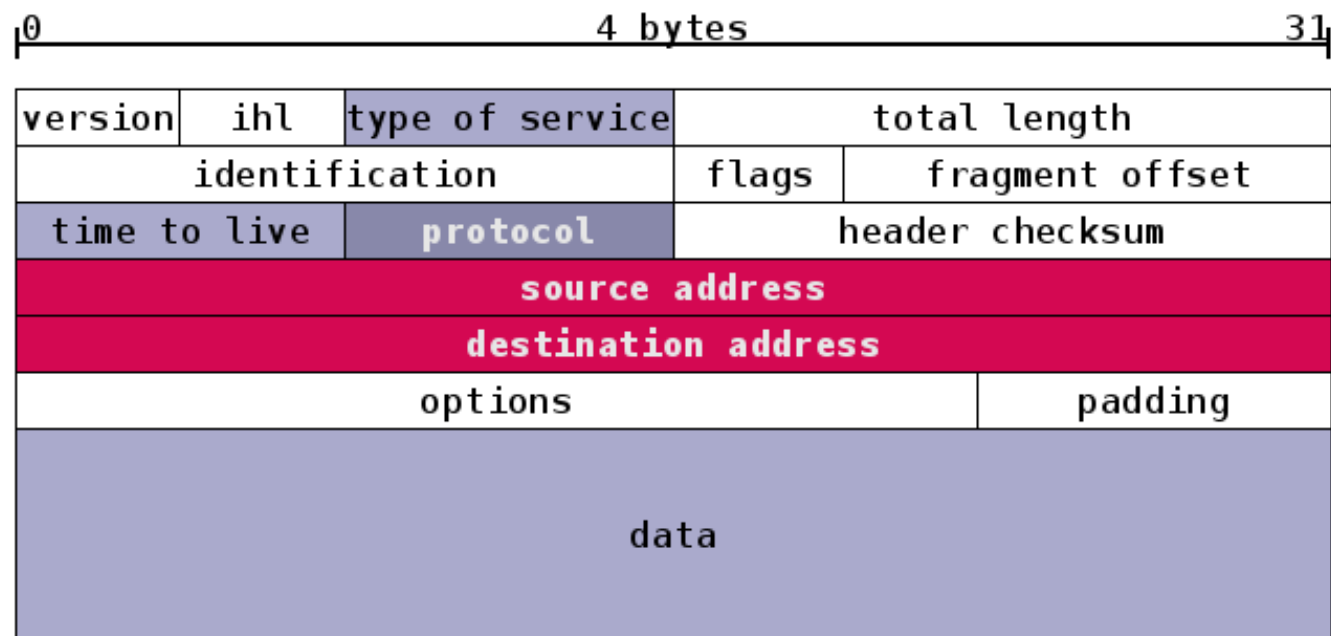 0 4 bytes 31
version ihl type of service total length
identification flags fragment offset
time to live protocol header checksum
source address
destination address
options padding
data